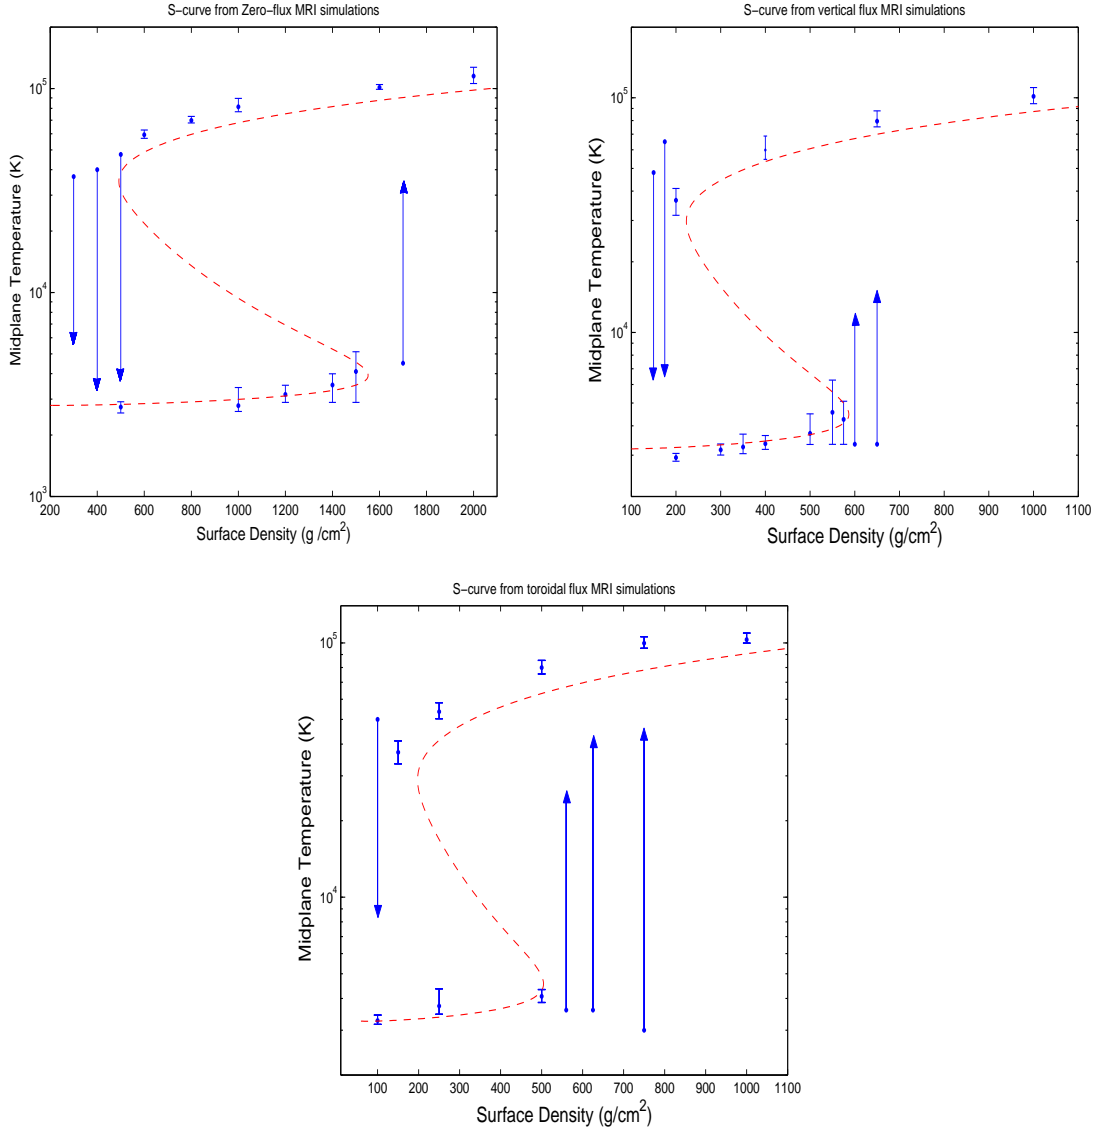 S-curve from Zero-flux MRI simulations
Midplane Temperature (K)
10^5
10^4
10^3
200 400 600 800 1000 1200 1400 1600 1800 2000
Surface Density (g /cm^2)
S-curve from vertical flux MRI simulations
Midplane Temperature (K)
10^5
10^4
100 200 300 400 500 600 700 800 900 1000 1100
Surface Density (g/cm^2)
S-curve from toroidal flux MRI simulations
Midplane Temperature (K)
10^5
10^4
100 200 300 400 500 600 700 800 900 1000 1100
Surface Density (g/cm^2)